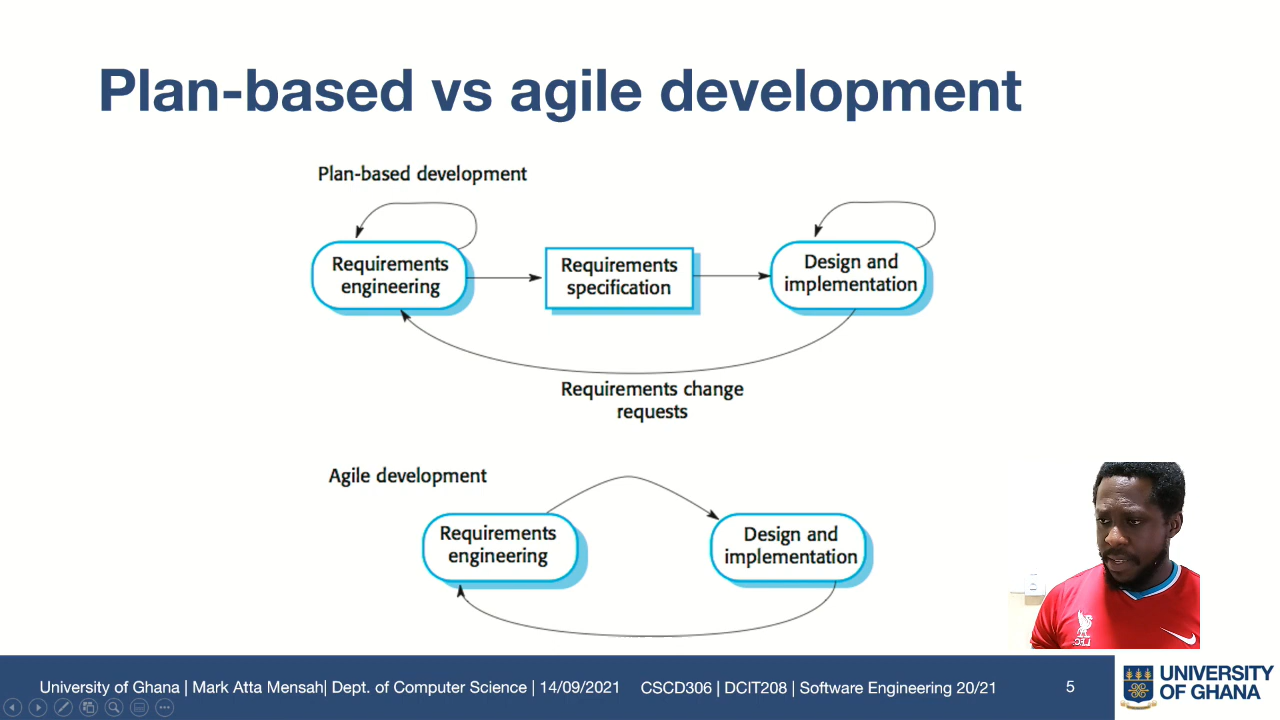 Plan-based vs agile development
Plan-based development
Requirements
engineering
Requirements
specification
Design and
implementation
Requirements change
requests
Agile development
Requirements
engineering
Design and
implementation
LFC
University of Ghana | Mark Atta Mensah| Dept. of Computer Science | 14/09/2021
CSCD306 | DCIT208 | Software Engineering 20/21
5
UNIVERSITY
OF GHANA